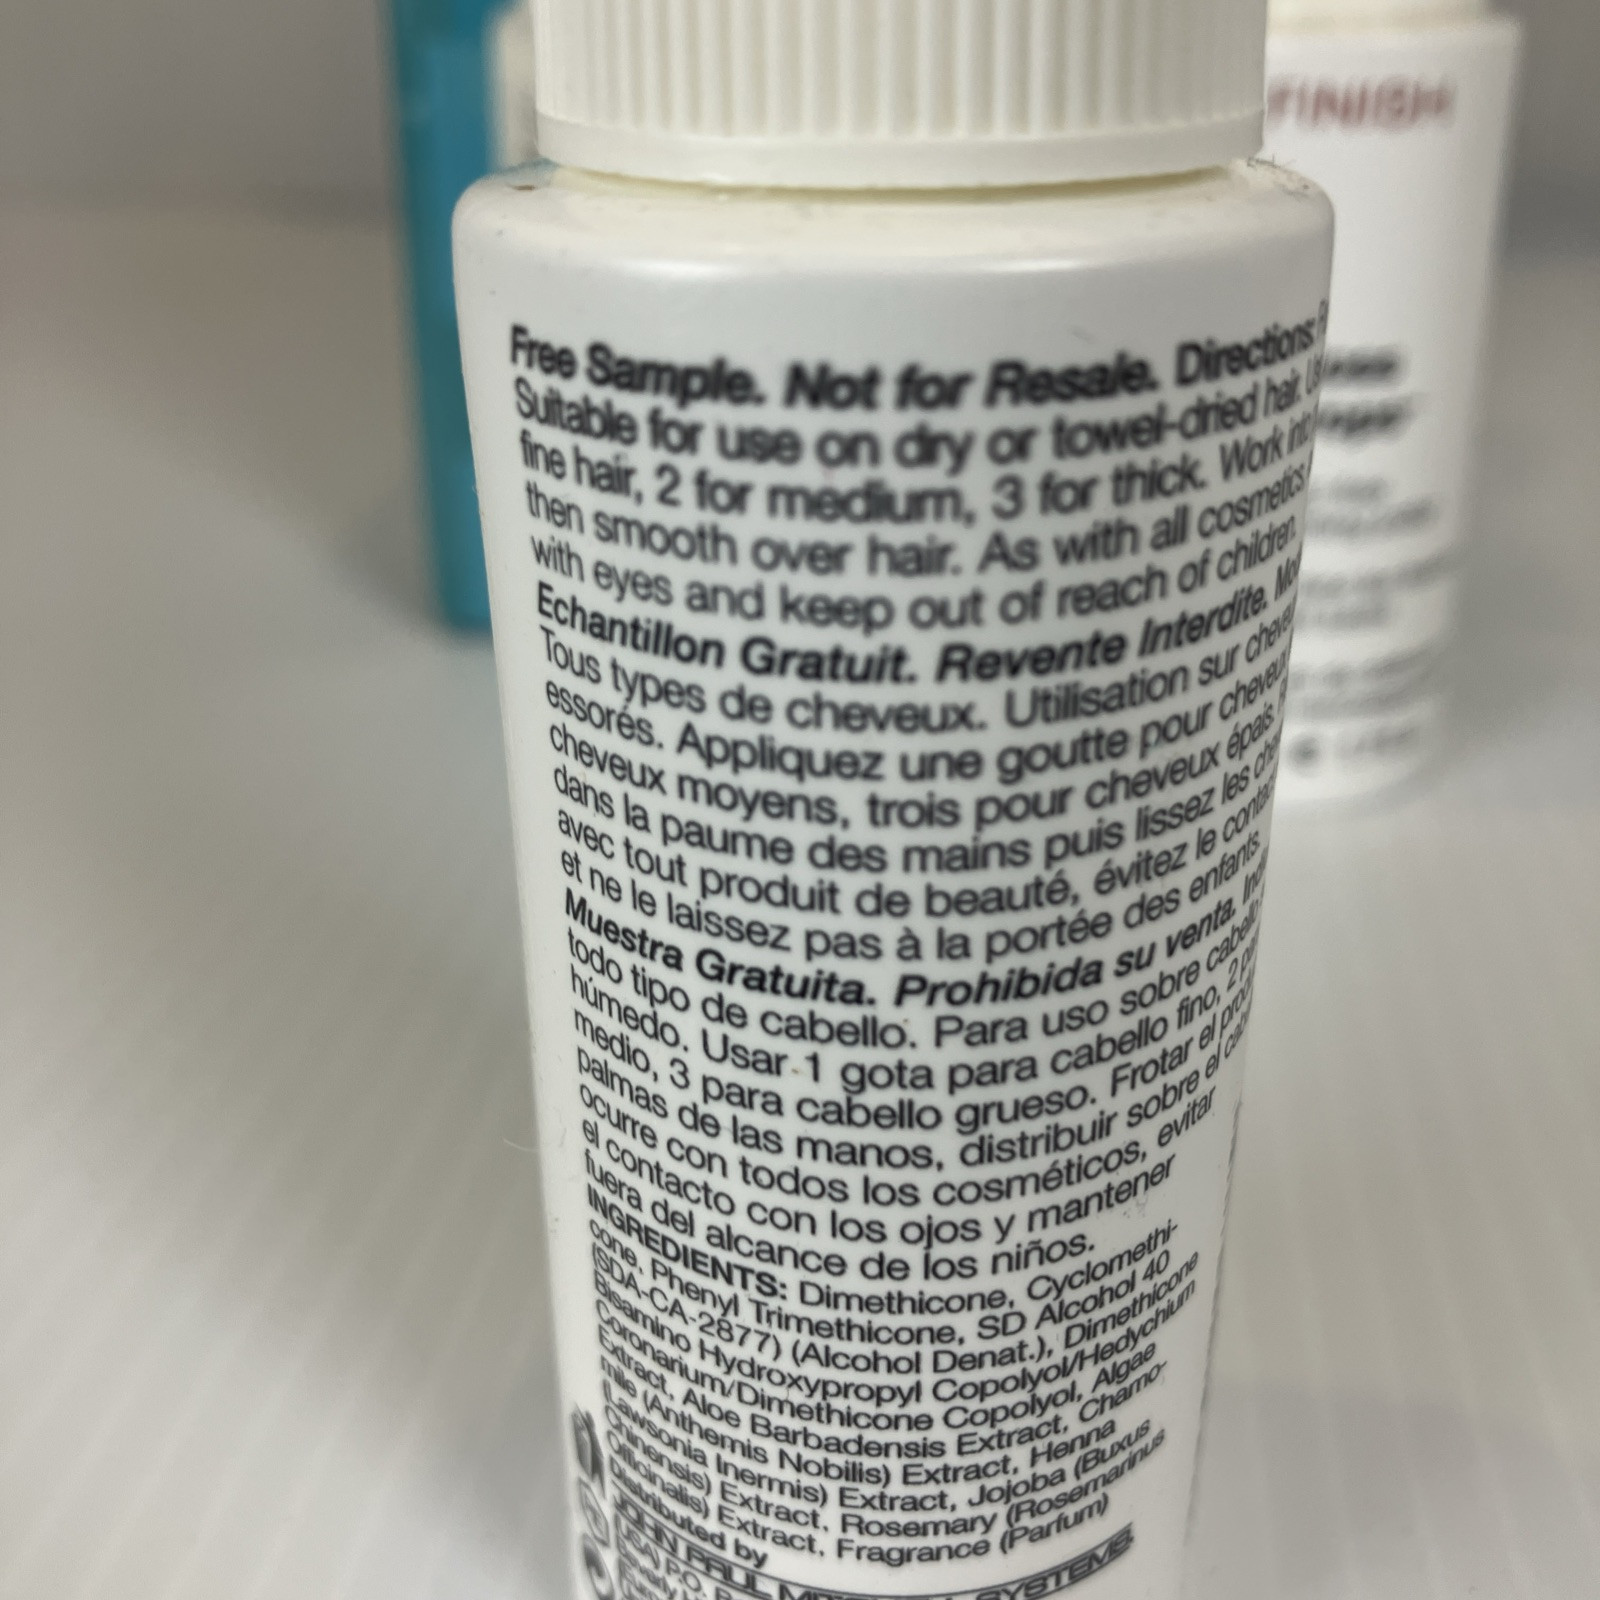 FINISH
Free Sample. Not for Resale. Directions:
Suitable for use on dry or towel-dried hair.
fine hair, 2 for medium, 3 for thick. Work into
then smooth over hair. As with all cosmetics
with eyes and keep out of reach of children.
Echantillon Gratuit. Revente Interdite.
Tous types de cheveux. Utilisation sur
essorés. Appliquez une goutte pour cheveux
cheveux moyens, trois pour cheveux épais.
dans la paume des mains puis lissez les
avec tout produit de beauté, évitez le contact
et ne le laissez pas à la portée des enfants.
Muestra Gratuita. Prohibida su venta.
todo tipo de cabello. Para uso sobre cabello
húmedo. Usar 1 gota para cabello fino, 2
medio, 3 para cabello grueso. Frotar el
palmas de las manos, distribuir sobre el
ocurre con todos los cosméticos, evitar
el contacto con los ojos y mantener
fuera del alcance de los niños.
INGREDIENTS: Dimethicone, Cyclomethi-
cone, Phenyl Trimethicone, SD Alcohol 40
(SDA-CA-2877) (Alcohol Denat.), Dimethicone
Bisamino Hydroxypropyl Copolyol/Hedychium
Coronarium/Dimethicone Copolyol, Algae
Extract, Aloe Barbadensis Extract, Chamo-
mile (Anthemis Nobilis) Extract, Henna
(Lawsonia Inermis) Extract, Jojoba (Buxus
Chinensis) Extract, Rosemary (Rosemarinus
Officinalis) Extract, Fragrance (Parfum)
Distributed by
JOHN PAUL MITCHELL SYSTEMS.
(USA) P.O.